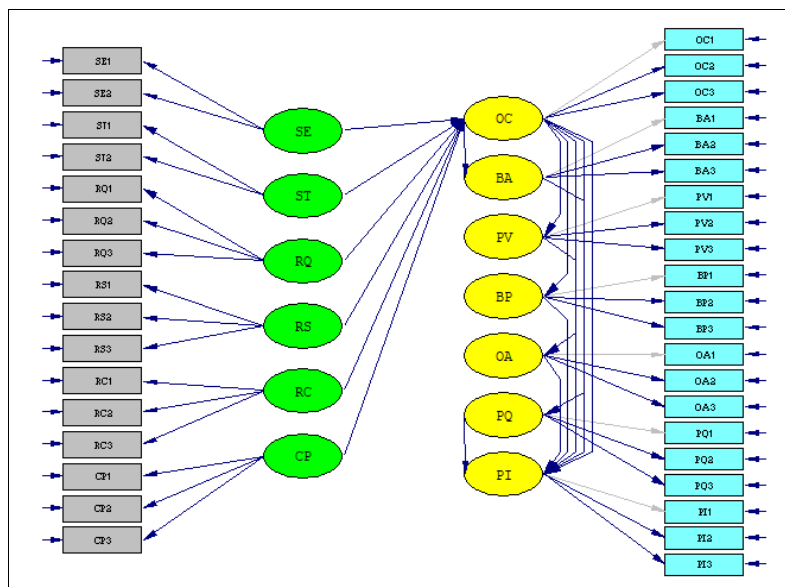 SE1
SE2
ST1
ST2
RQ1
RQ2
RQ3
RS1
RS2
RS3
RC1
RC2
RC3
CP1
CP2
CP3
SE
ST
RQ
RS
RC
CP
OC
BA
PV
BP
OA
PQ
PI
OC1
OC2
OC3
BA1
BA2
BA3
PV1
PV2
PV3
BP1
BP2
BP3
OA1
OA2
OA3
PQ1
PQ2
PQ3
PI1
PI2
PI3